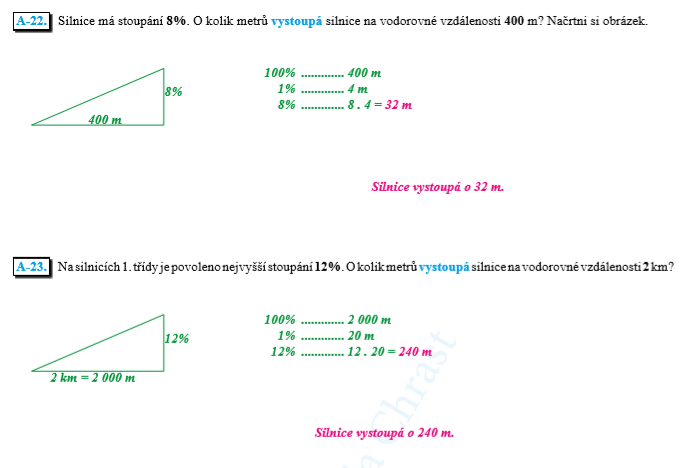 A-22. Silnice má stoupání 8%. O kolik metrů vystoupá silnice na vodorovné vzdálenosti 400 m? Načrtni si obrázek.
8%
400 m
100% ............. 400 m
1% ............. 4 m
8% ............. 8 . 4 = 32 m
Silnice vystoupá o 32 m.
A-23. Na silnicích 1. třídy je povoleno nejvyšší stoupání 12%. O kolik metrů vystoupá silnice na vodorovné vzdálenosti 2 km?
12%
2 km = 2 000 m
100% ............. 2 000 m
1% ............. 20 m
12% ............. 12 . 20 = 240 m
Silnice vystoupá o 240 m.
Chrást